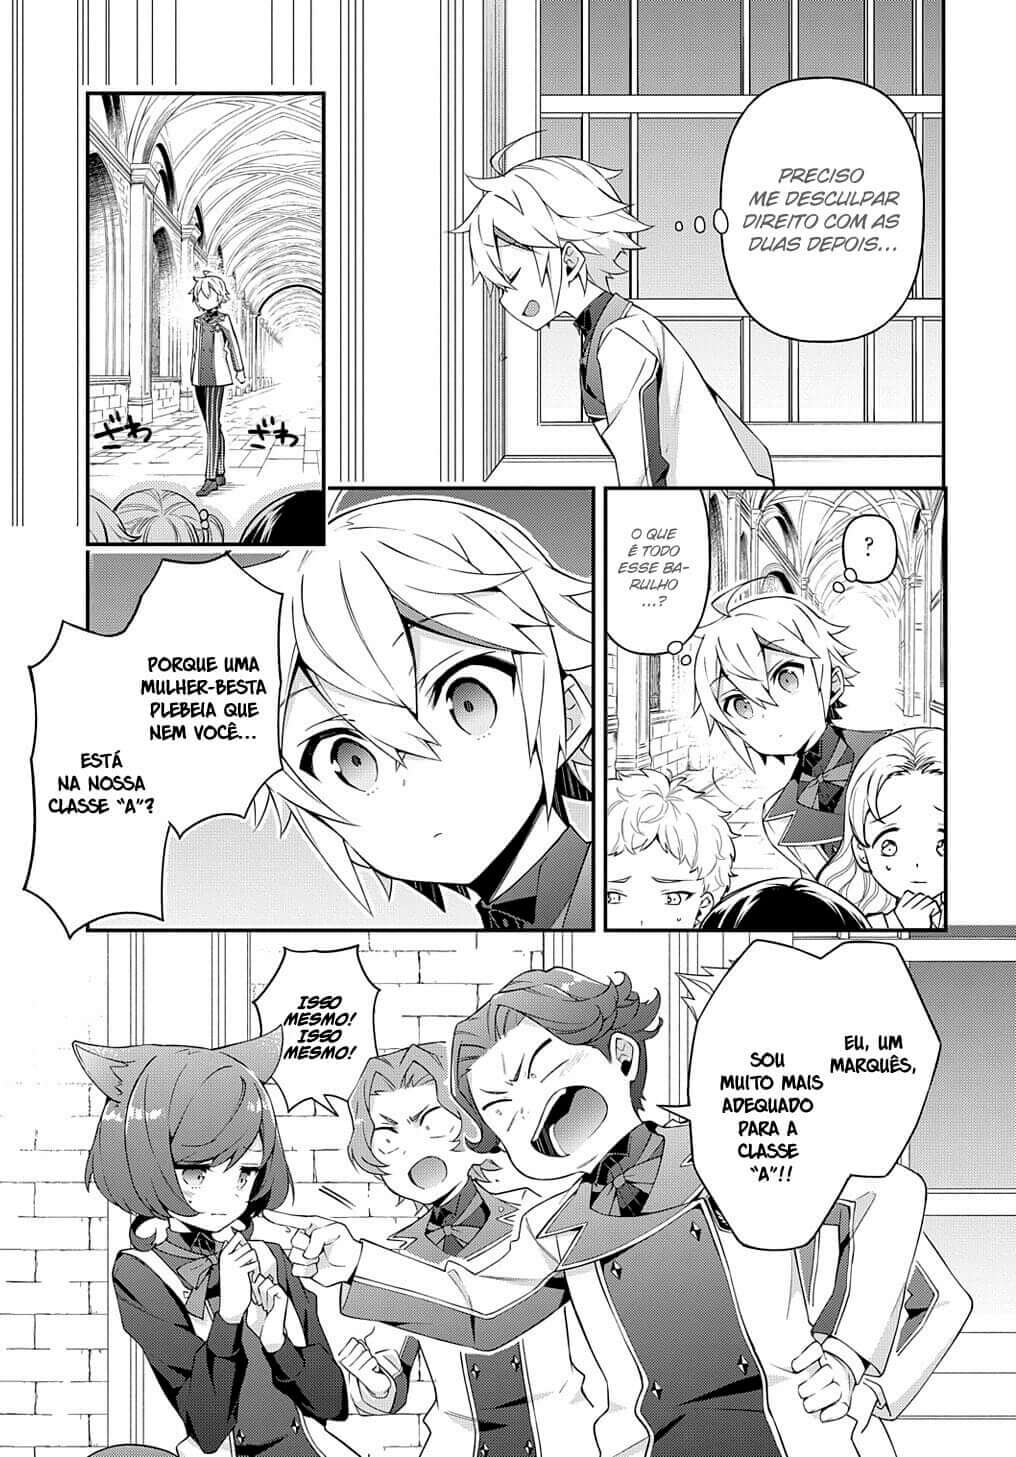 PRECISO
ME DESCULPAR
DIREITO COM AS
DUAS DEPOIS...
ざわ
ざわ
?
O QUE
É TODO
ESSE BA-
RULHO
...?
PORQUE UMA
MULHER-BESTA
PLEBEIA QUE
NEM VOCÊ...
ESTÁ
NA NOSSA
CLASSE "A"?
EU, UM
MARQUÊS,
SOU
MUITO MAIS
ADEQUADO
PARA A
CLASSE
"A"!!
ISSO
MESMO!
ISSO
MESMO!